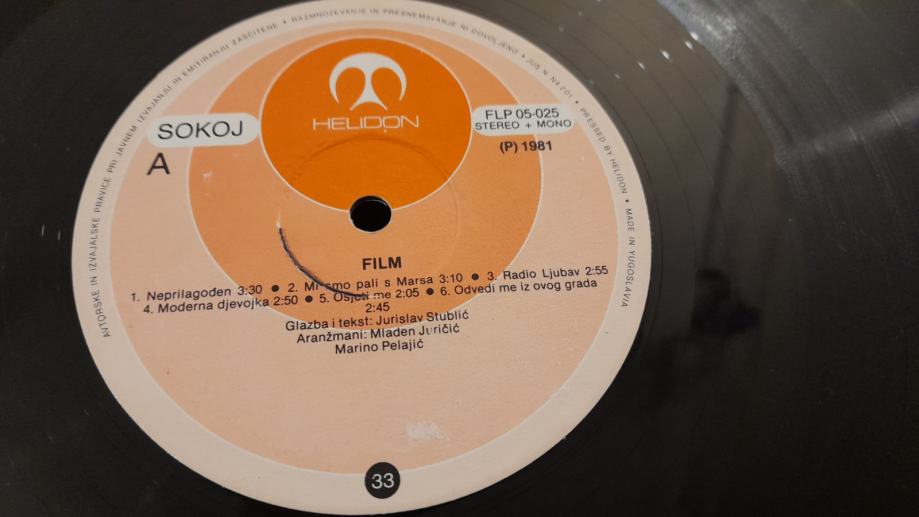 AVTORSKE IN IZVAJALSKE PRAVICE PRI JAVNEM IZVAJANJU IN EMITIRANJU ZAŠČITENE • RAZMNOŽEVANJE IN PRESNEMAVANJE NI DOVOLJENO • JUS N. N4 201 • PRESSED BY HELIDON • MADE IN YUGOSLAVIA
HELIDON
SOKOJ
A
FLP 05-025
STEREO + MONO
(P) 1981
FILM
1. Neprilagođen 3:30 ● 2. Mi smo pali s Marsa 3:10 ● 3. Radio Ljubav 2:55
4. Moderna djevojka 2:50 ● 5. Osjeti me 2:05 ● 6. Odvedi me iz ovog grada
2:45
Glazba i tekst: Jurislav Stublić
Aranžmani: Mladen Juričić
Marino Pelajić
33